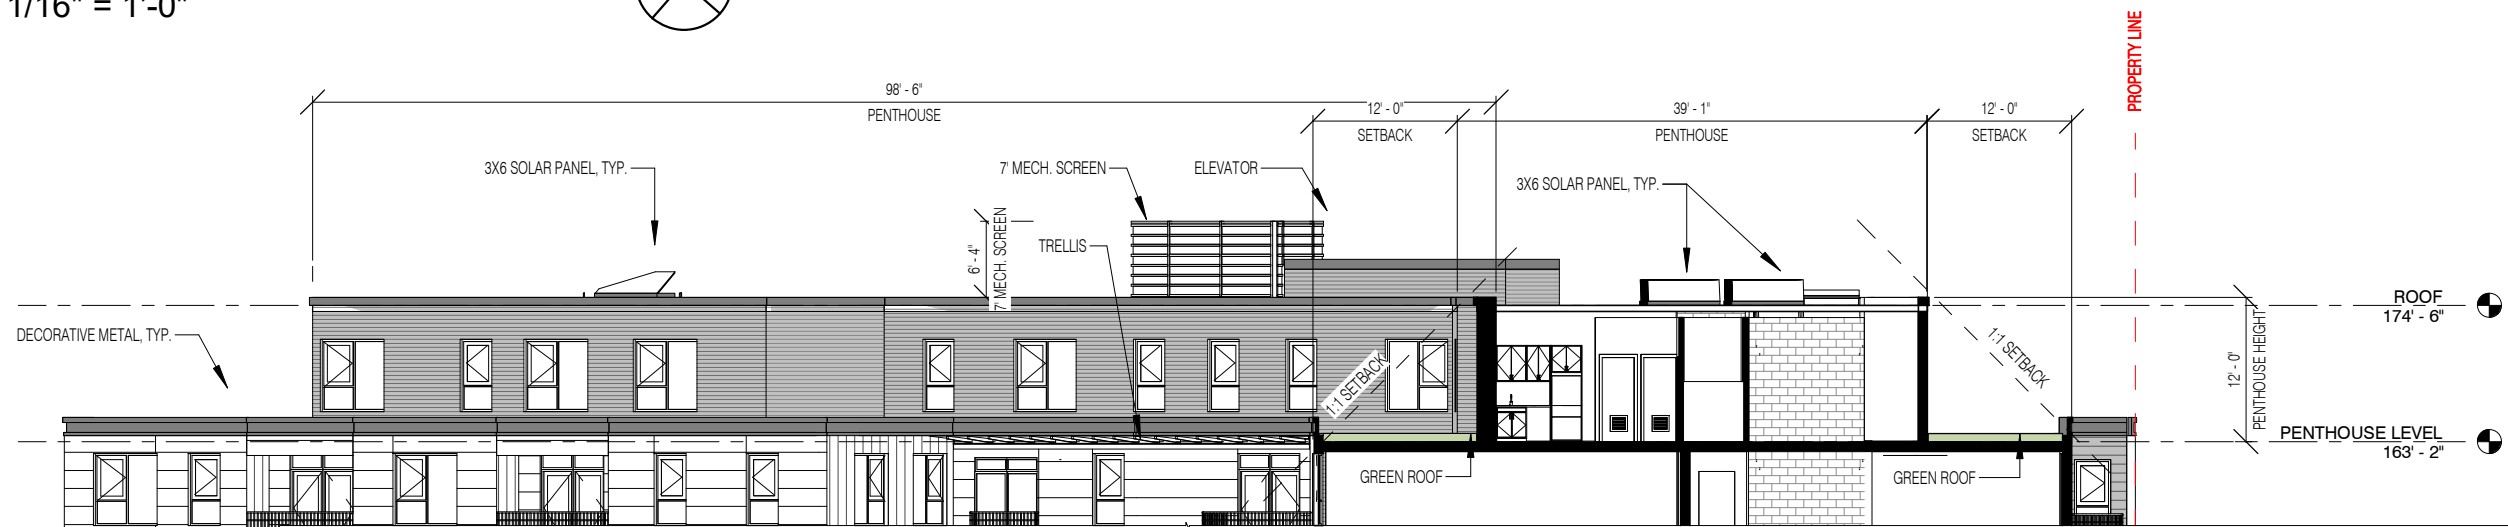 1/16" = 1'-0"
PROPERTY LINE
98' - 6"
PENTHOUSE
12' - 0"
SETBACK
39' - 1"
PENTHOUSE
12' - 0"
SETBACK
3X6 SOLAR PANEL, TYP.
7' MECH. SCREEN
ELEVATOR
3X6 SOLAR PANEL, TYP.
6' - 4"
7' MECH. SCREEN
TRELLIS
DECORATIVE METAL, TYP.
1:1 SETBACK
1:1 SETBACK
12' - 0"
PENTHOUSE HEIGHT
ROOF
174' - 6"
PENTHOUSE LEVEL
163' - 2"
GREEN ROOF
GREEN ROOF